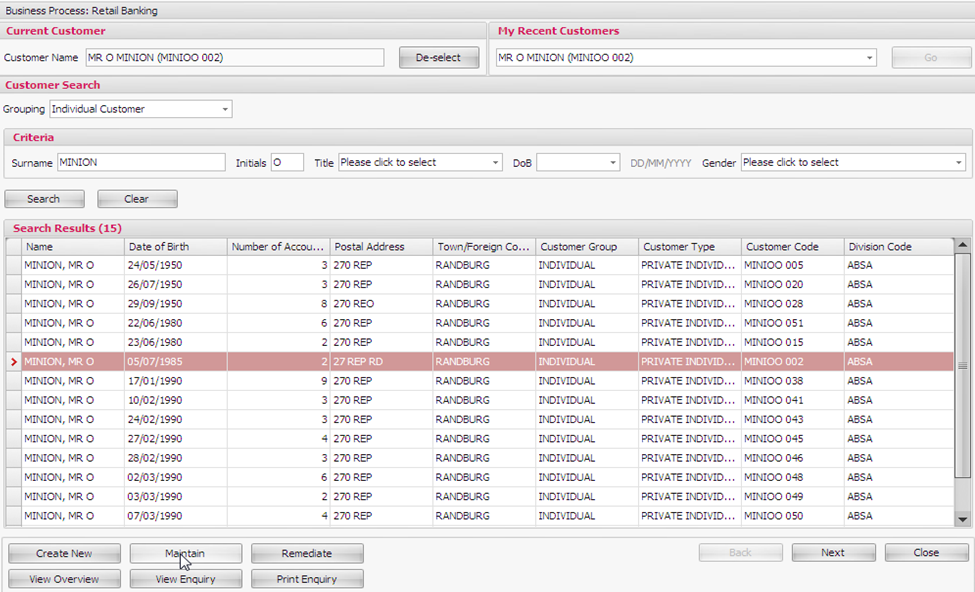 Business Process: Retail Banking
Current Customer
My Recent Customers
Customer Name MR O MINION (MINIOO 002) De-select
MR O MINION (MINIOO 002) Go
Customer Search
Grouping Individual Customer
Criteria
Surname MINION Initials O Title Please click to select DoB DD/MM/YYYY Gender Please click to select
Search Clear
Search Results (15)
Name Date of Birth Number of Accou... Postal Address Town/Foreign Co... Customer Group Customer Type Customer Code Division Code
MINION, MR O 24/05/1950 3 270 REP RANDBURG INDIVIDUAL PRIVATE INDIVID... MINIOO 005 ABSA
MINION, MR O 26/07/1950 3 270 REP RANDBURG INDIVIDUAL PRIVATE INDIVID... MINIOO 020 ABSA
MINION, MR O 29/09/1950 8 270 REO RANDBURG INDIVIDUAL PRIVATE INDIVID... MINIOO 028 ABSA
MINION, MR O 22/06/1980 6 270 REP RANDBURG INDIVIDUAL PRIVATE INDIVID... MINIOO 051 ABSA
MINION, MR O 23/06/1980 2 270 REP RANDBURG INDIVIDUAL PRIVATE INDIVID... MINIOO 015 ABSA
MINION, MR O 05/07/1985 2 27 REP RD RANDBURG INDIVIDUAL PRIVATE INDIVID... MINIOO 002 ABSA
MINION, MR O 17/01/1990 9 270 REP RANDBURG INDIVIDUAL PRIVATE INDIVID... MINIOO 038 ABSA
MINION, MR O 10/02/1990 3 270 REP RANDBURG INDIVIDUAL PRIVATE INDIVID... MINIOO 041 ABSA
MINION, MR O 24/02/1990 3 270 REP RANDBURG INDIVIDUAL PRIVATE INDIVID... MINIOO 043 ABSA
MINION, MR O 27/02/1990 4 270 REP RANDBURG INDIVIDUAL PRIVATE INDIVID... MINIOO 045 ABSA
MINION, MR O 28/02/1990 3 270 REP RANDBURG INDIVIDUAL PRIVATE INDIVID... MINIOO 046 ABSA
MINION, MR O 02/03/1990 6 270 REP RANDBURG INDIVIDUAL PRIVATE INDIVID... MINIOO 048 ABSA
MINION, MR O 03/03/1990 2 270 REP RANDBURG INDIVIDUAL PRIVATE INDIVID... MINIOO 049 ABSA
MINION, MR O 07/03/1990 4 270 REP RANDBURG INDIVIDUAL PRIVATE INDIVID... MINIOO 050 ABSA
Create New Maintain Remediate Back Next Close
View Overview View Enquiry Print Enquiry